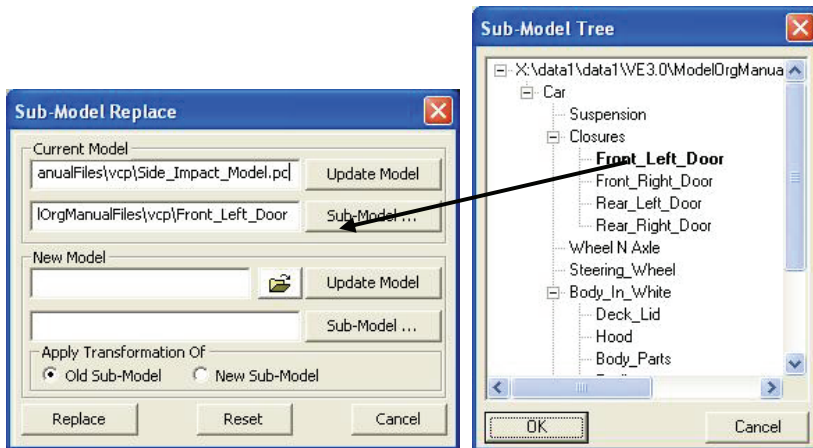 Sub-Model Replace
Current Model
anualFiles\vcp\Side_Impact_Model.pc
Update Model
lOrgManualFiles\vcp\Front_Left_Door
Sub-Model ...
New Model
Update Model
Sub-Model ...
Apply Transformation Of
Old Sub-Model
New Sub-Model
Replace
Reset
Cancel
Sub-Model Tree
X:\data1\data1\VE3.0\ModelOrgManua
Car
Suspension
Closures
Front_Left_Door
Front_Right_Door
Rear_Left_Door
Rear_Right_Door
Wheel N Axle
Steering_Wheel
Body_In_White
Deck_Lid
Hood
Body_Parts
OK
Cancel